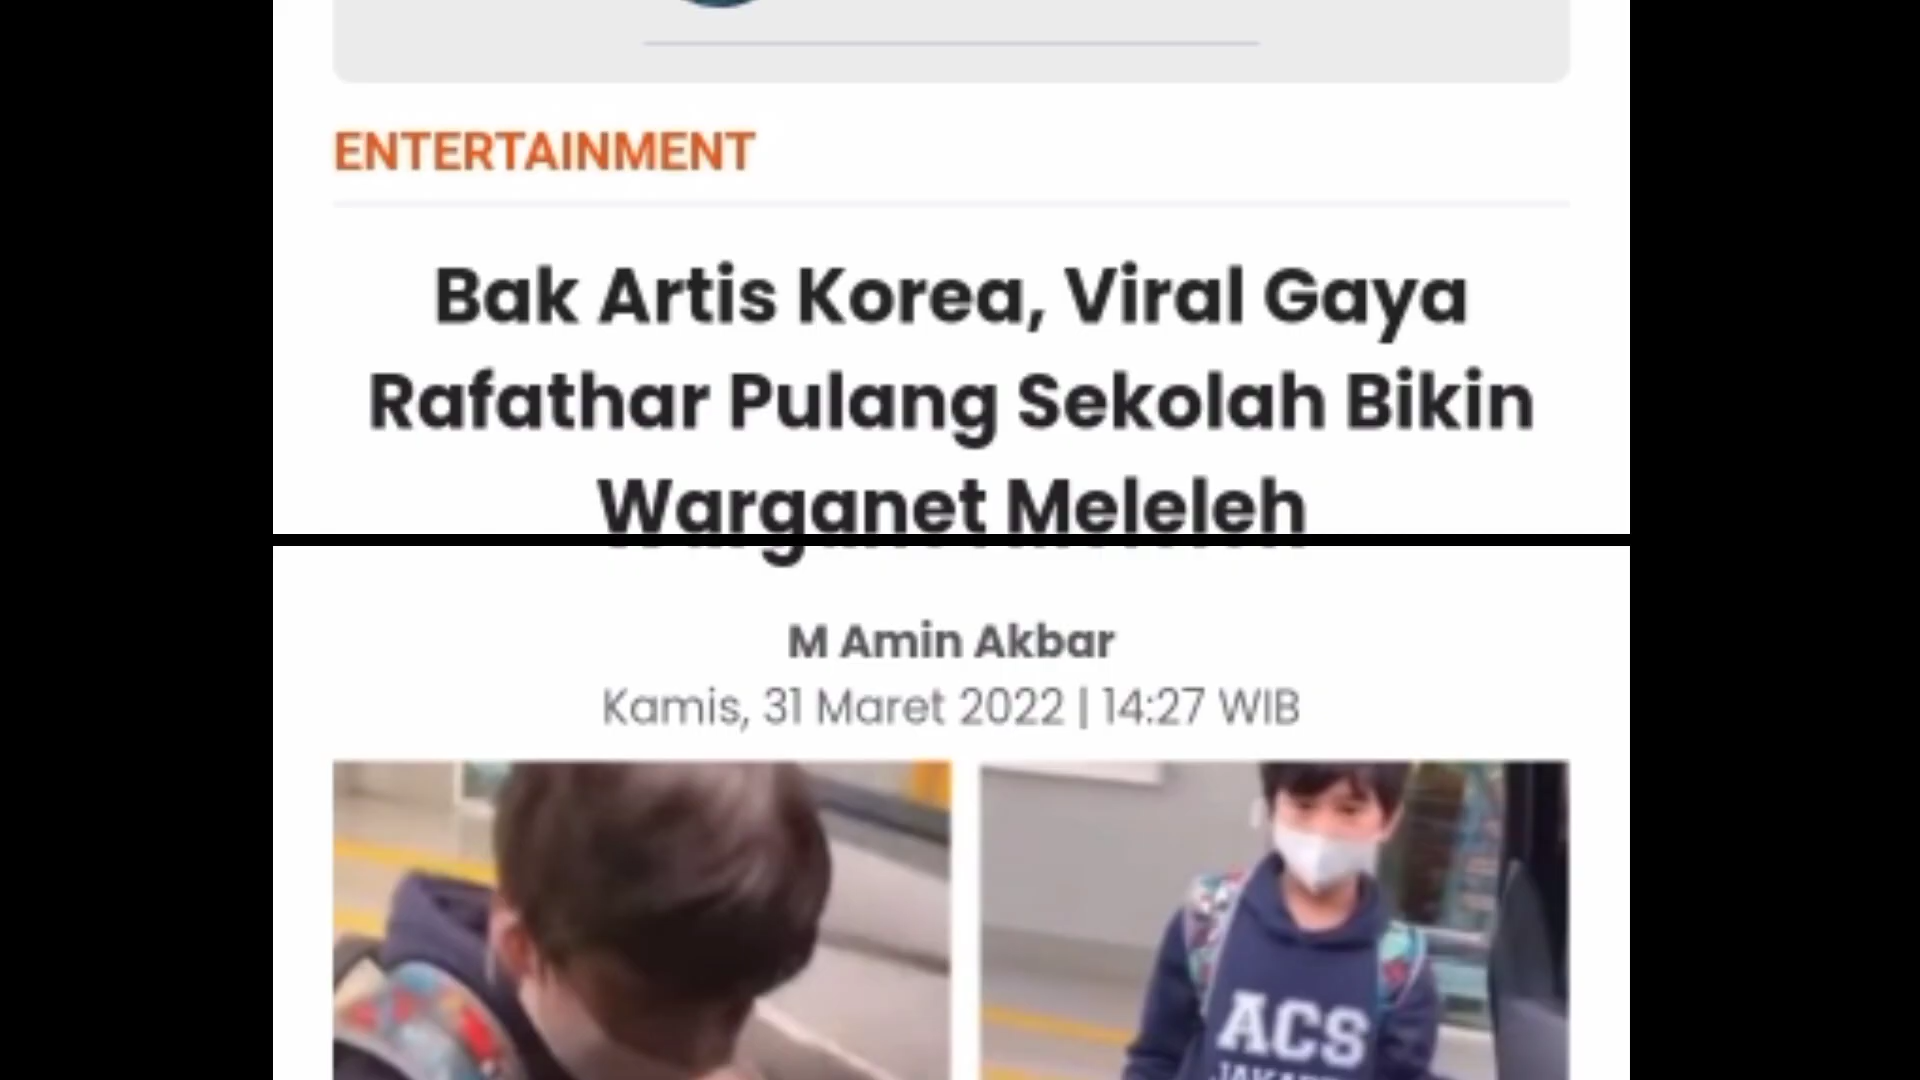 ENTERTAINMENT
Bak Artis Korea, Viral Gaya
Rafathar Pulang Sekolah Bikin
Warganet Meleleh
M Amin Akbar
Kamis, 31 Maret 2022 | 14:27 WIB
ACS